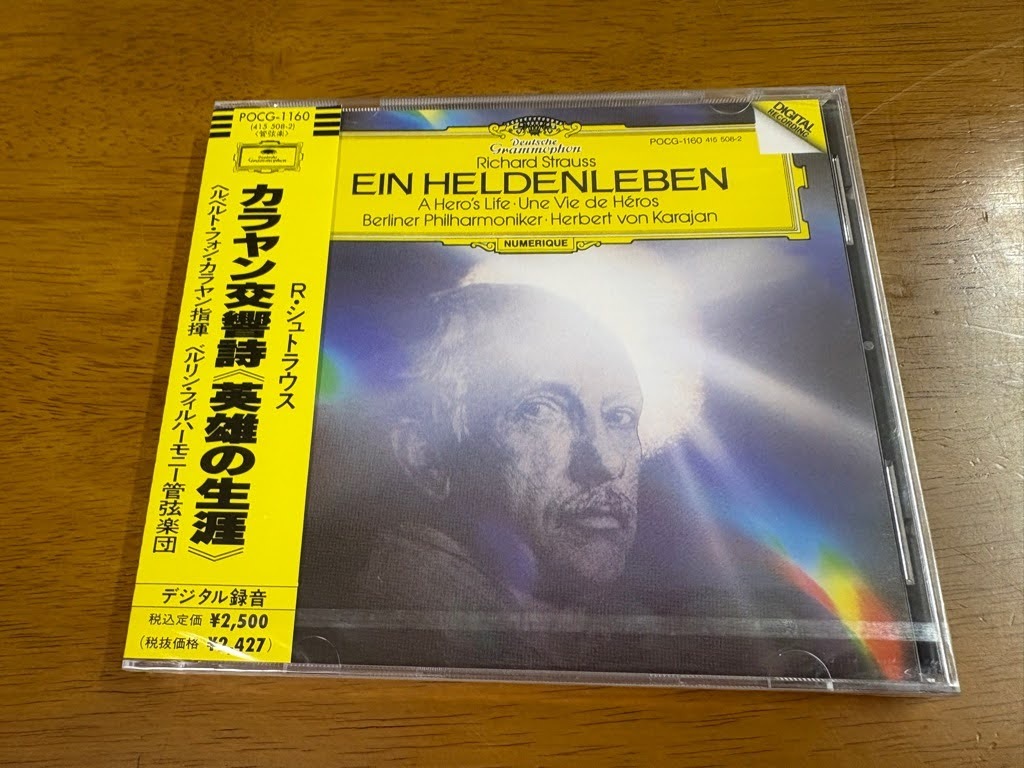 POCG-1160
(415 508-2)
〈管弦楽〉
Deutsche
Grammophon
R・シュトラウス
カラヤン交響詩《英雄の生涯》
ヘルベルト・フォン・カラヤン指揮 ベルリン・フィルハーモニー管弦楽団
デジタル録音
税込定価 ¥2,500
(税抜価格 ¥2,427)
Deutsche
Grammophon
POCG-1160 415 508-2
DIGITAL
RECORDING
Richard Strauss
EIN HELDENLEBEN
A Hero's Life・Une Vie de Héros
Berliner Philharmoniker・Herbert von Karajan
NUMERIQUE